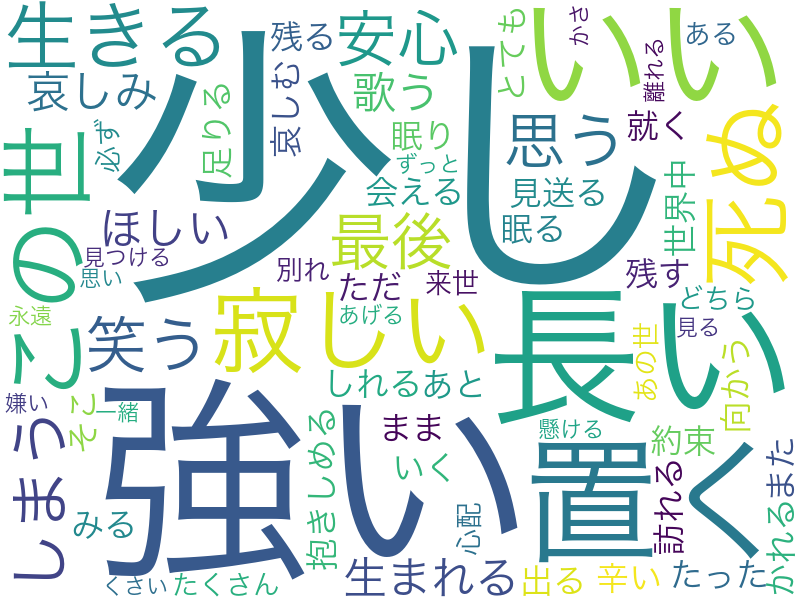 生きる
少し
残る
安心
歌う
とても
かさ
いい
ある
離れる
哀しみ
必ず
足りる
哀しむ
眠り
ずっと
思う
就く
死ぬ
この世
会える
見送る
世界中
ほしい
最後
眠る
見つける
思い
別れ
ただ
来世
残す
どちら
永遠
笑う
寂しい
あげる
長い
見る
あの世
向かう
嫌い
そこ
一緒
しれるあと
しまう
強い
抱きしめる
まま
懸ける
約束
置く
みる
いく
心配
訪れる
また
かれる
くさい
たくさん
生まれる
出る
辛い
たった